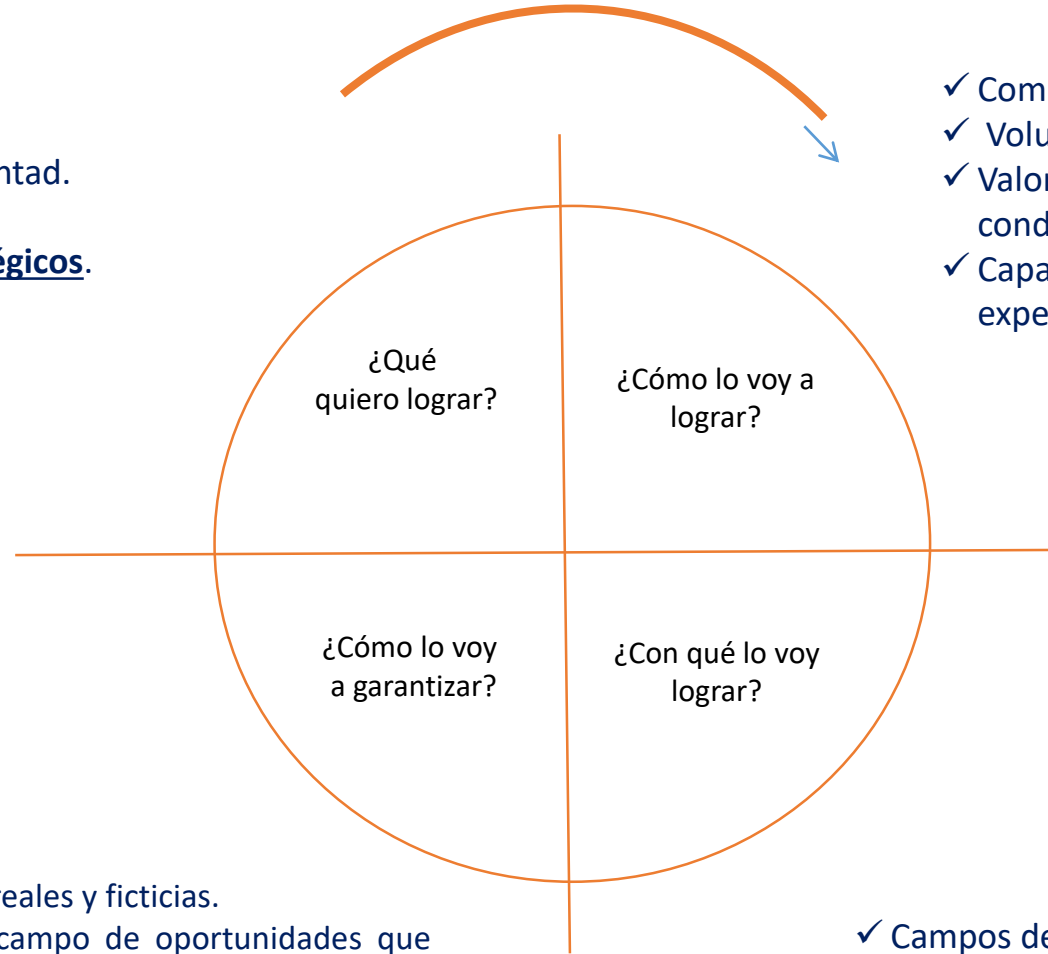 ntad.
égicos.
✓ Com
✓ Volu
✓ Valor
cond
✓ Capa
expe
¿Qué
quiero lograr?
¿Cómo lo voy a
lograr?
¿Cómo lo voy
a garantizar?
¿Con qué lo voy
lograr?
reales y ficticias.
campo de oportunidades que
✓ Campos de